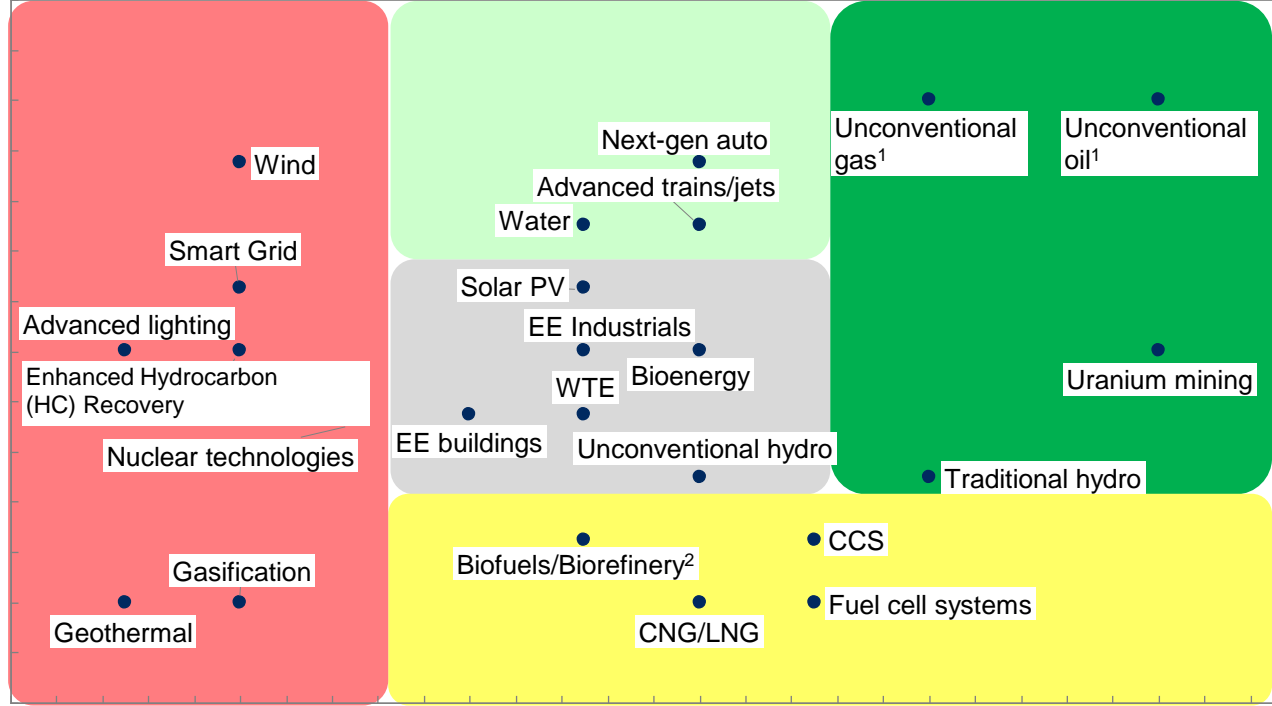 Unconventional
gas¹
Unconventional
oil¹
Next-gen auto
Wind
Advanced trains/jets
Water
Smart Grid
Solar PV
Advanced lighting
EE Industrials
Enhanced Hydrocarbon
(HC) Recovery
Bioenergy
Uranium mining
WTE
EE buildings
Unconventional hydro
Nuclear technologies
Traditional hydro
CCS
Biofuels/Biorefinery²
Gasification
Fuel cell systems
Geothermal
CNG/LNG